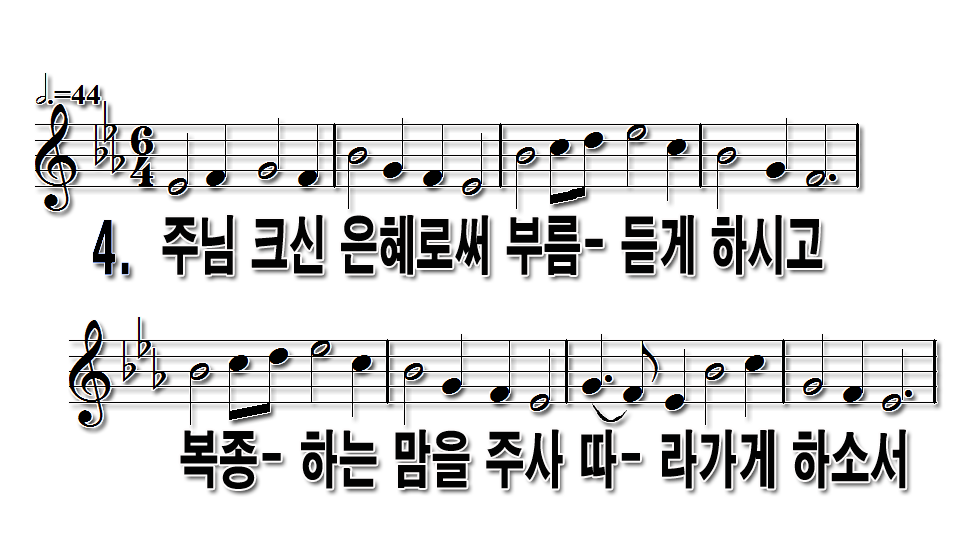 𝅗𝅥.=44
6
4
4. 주님 크신 은혜로써 부름- 듣게 하시고
복종- 하는 맘을 주사 따- 라가게 하소서